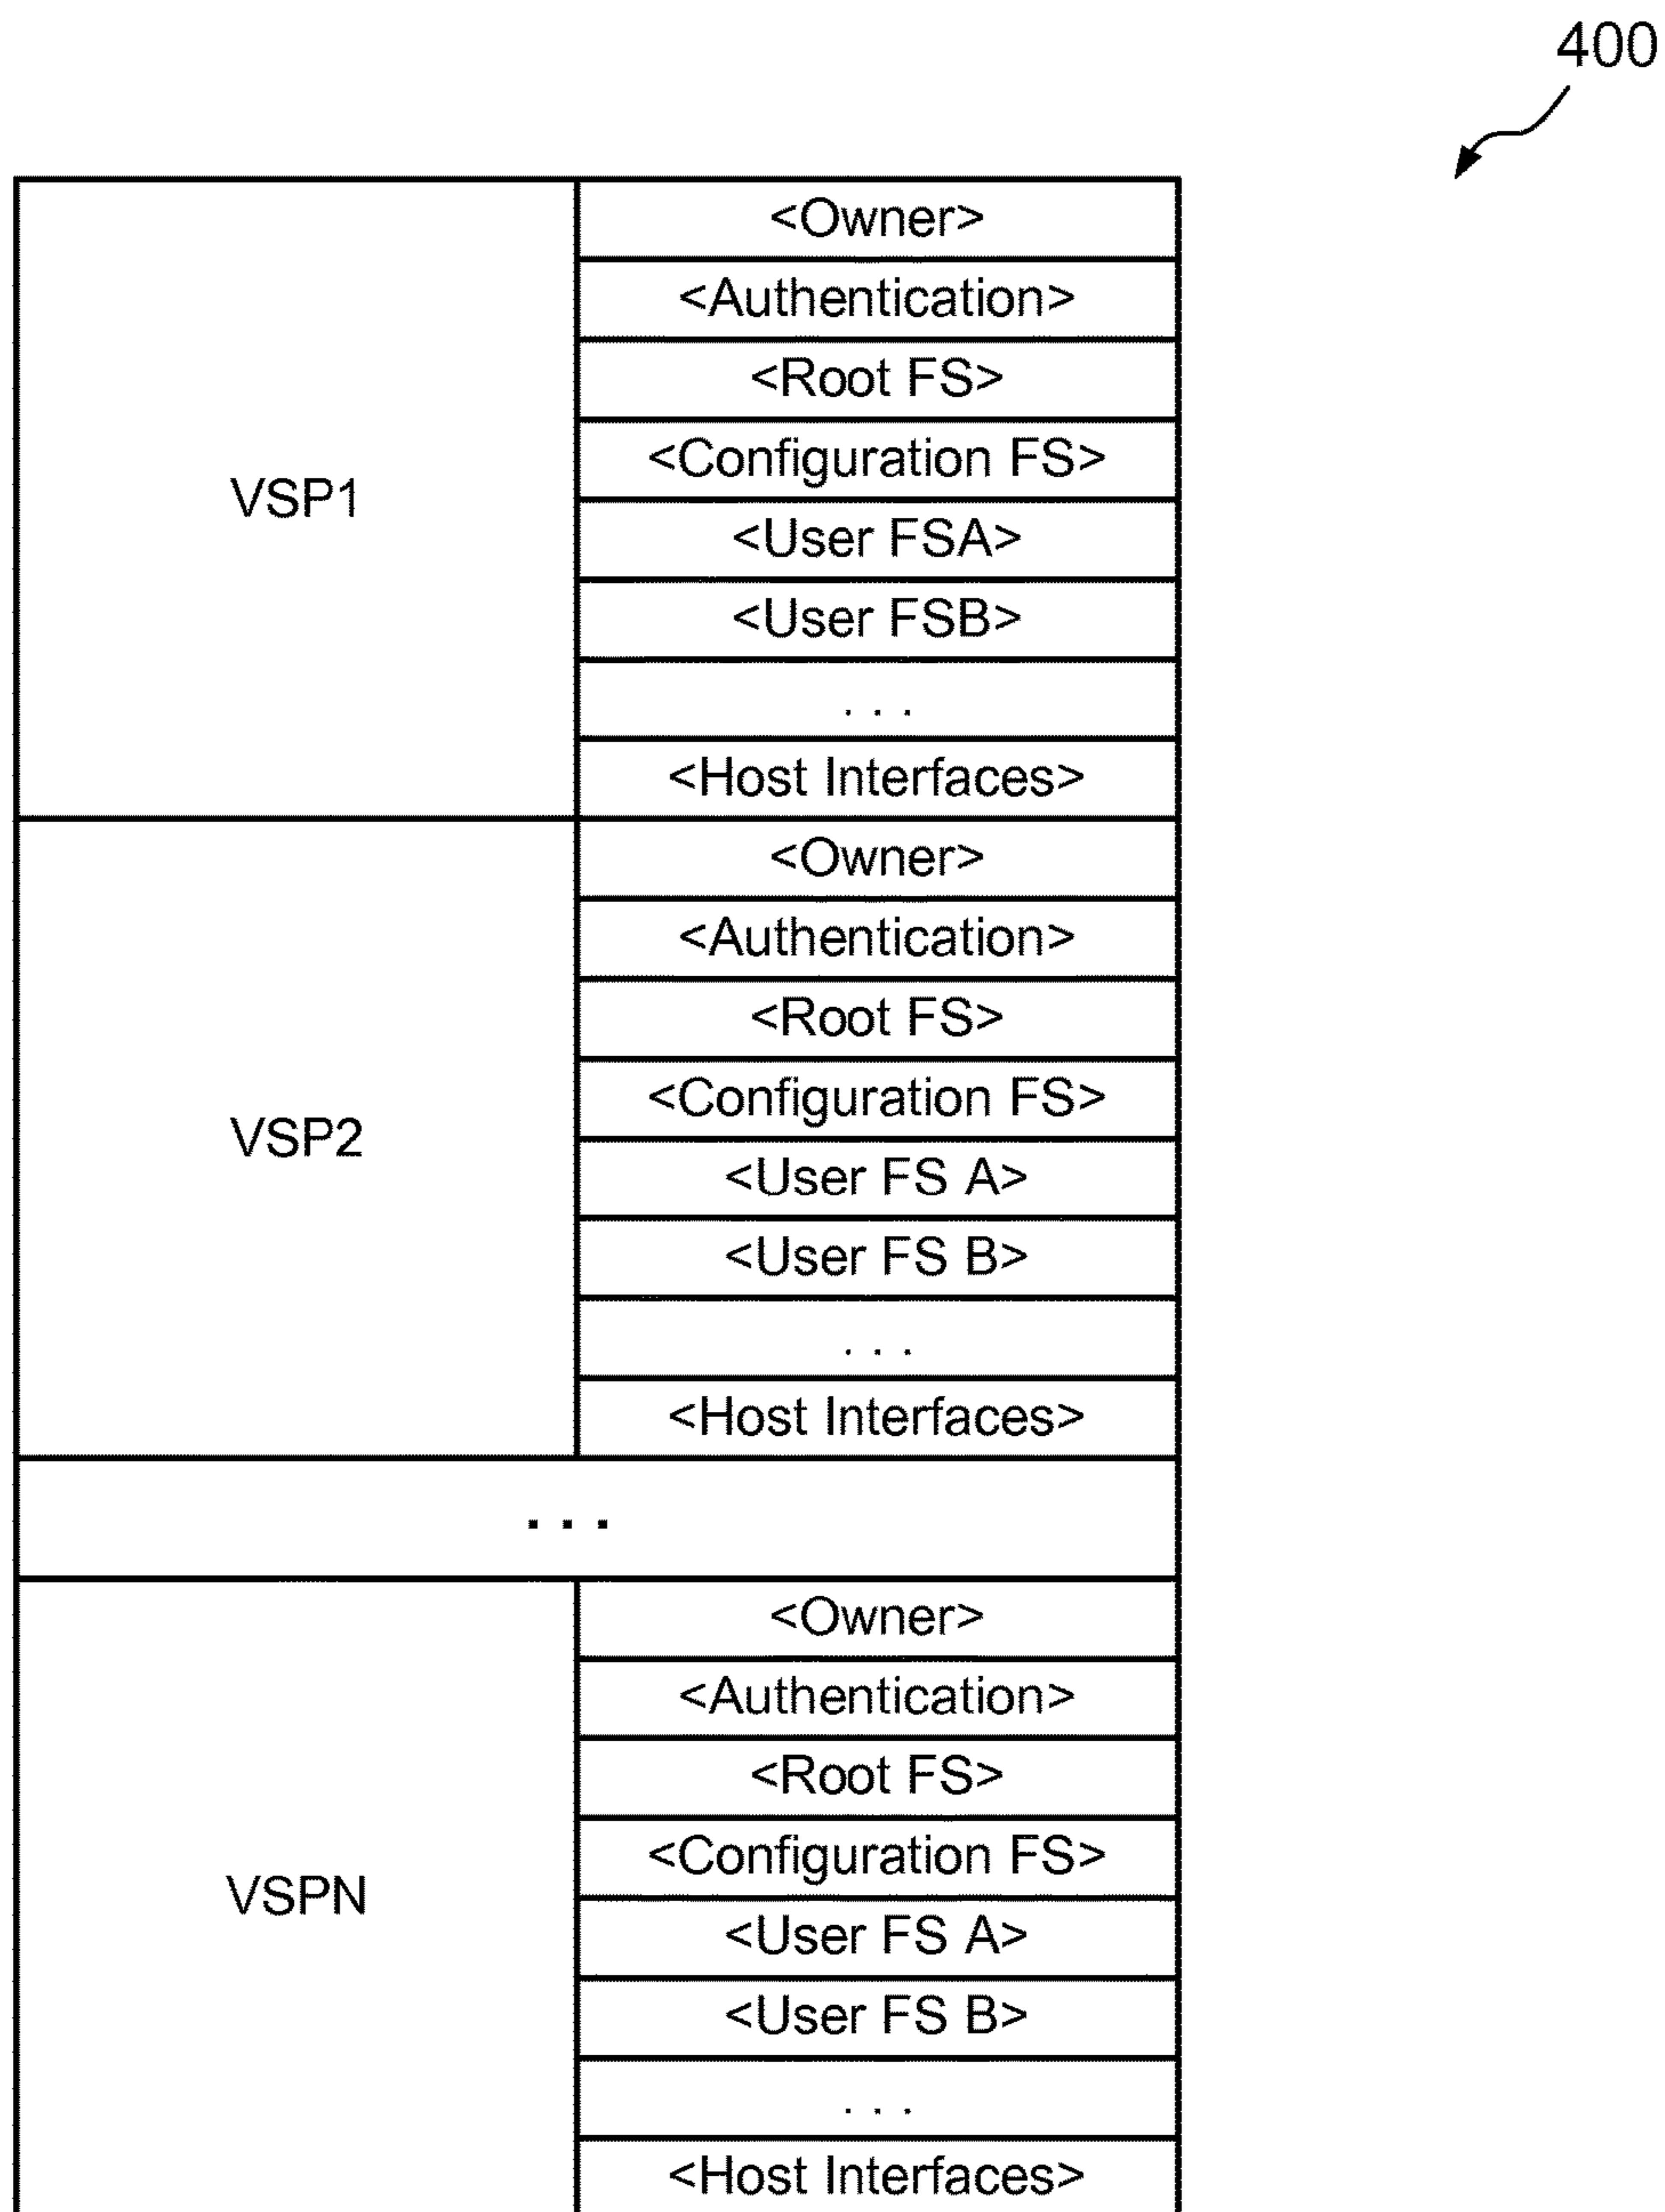 400
<Owner>
<Authentication>
<Root FS>
<Configuration FS>
VSP1
<User FSA>
<User FSB>
. . .
<Host Interfaces>
<Owner>
<Authentication>
<Root FS>
<Configuration FS>
VSP2
<User FS A>
<User FS B>
. . .
<Host Interfaces>
. . .
<Owner>
<Authentication>
<Root FS>
<Configuration FS>
VSPN
<User FS A>
<User FS B>
. . .
<Host Interfaces>